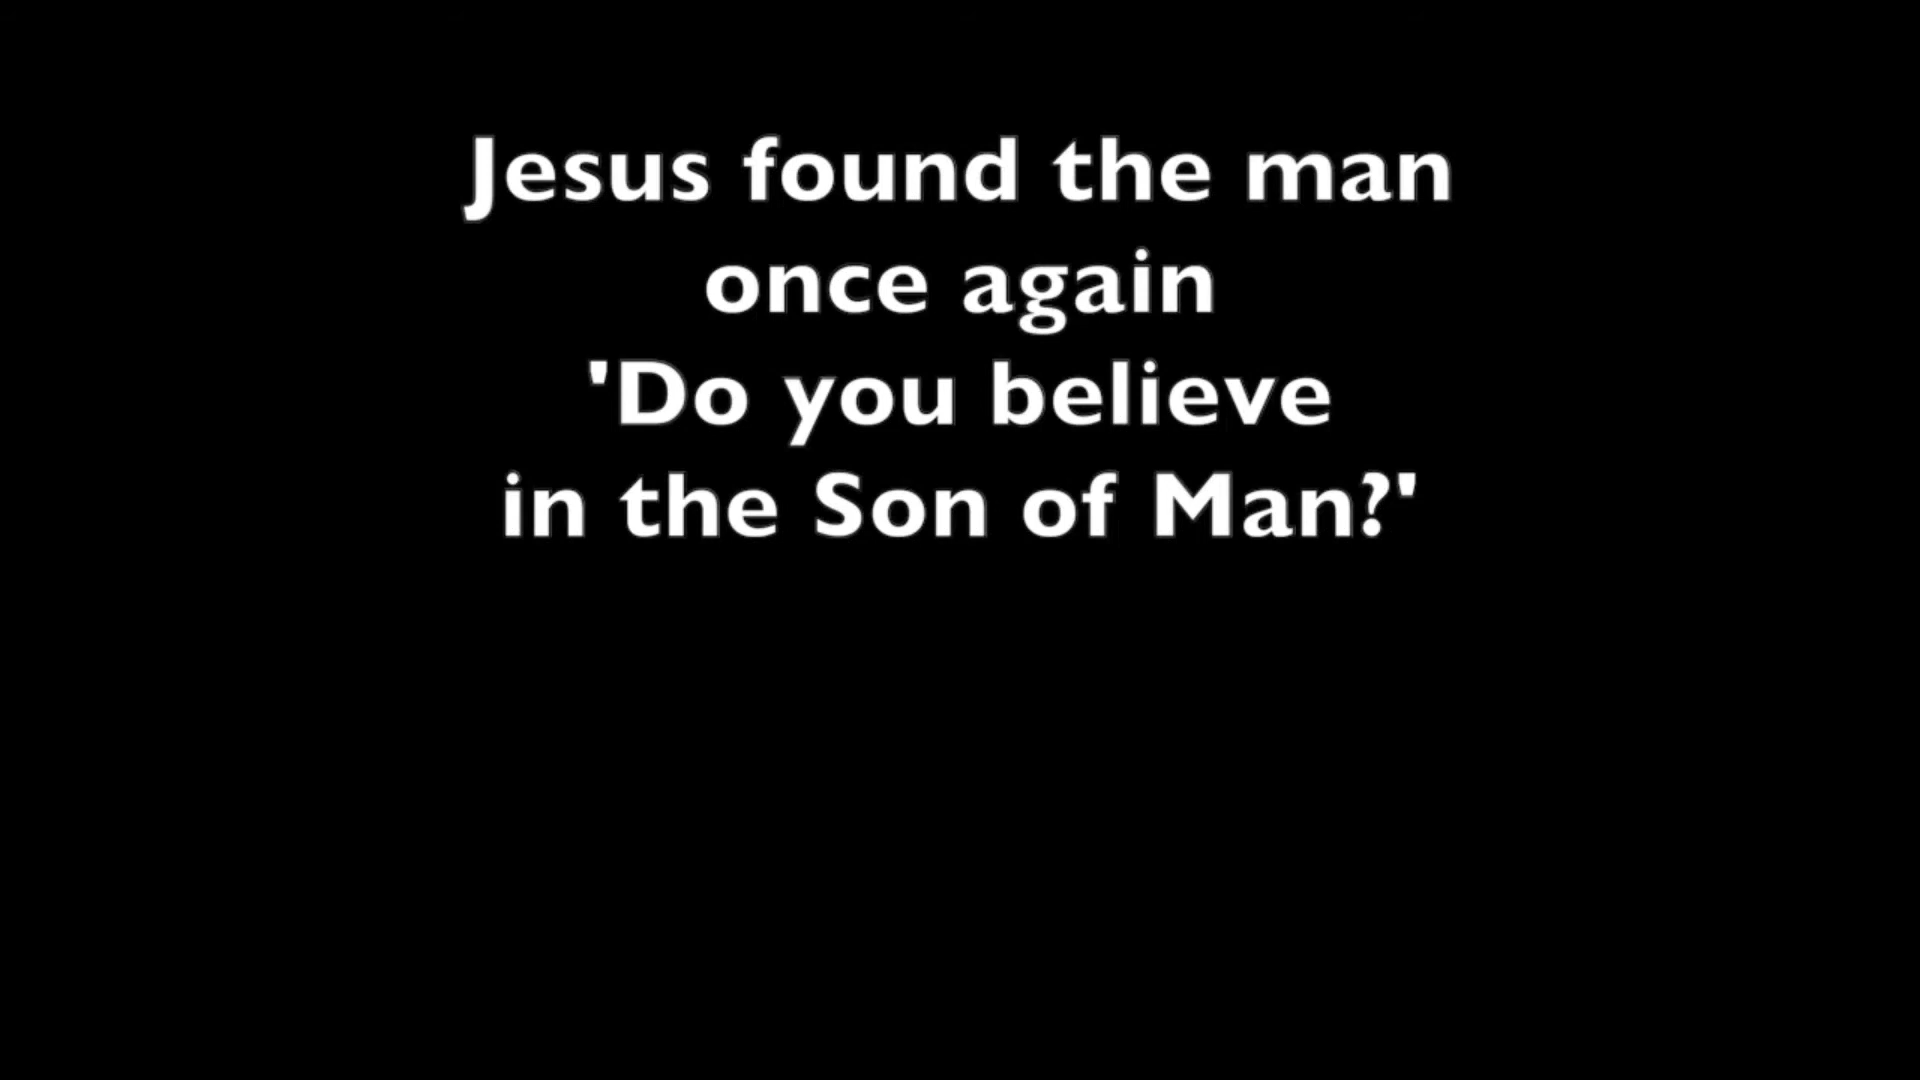 Jesus found the man
once again
'Do you believe
in the Son of Man?'